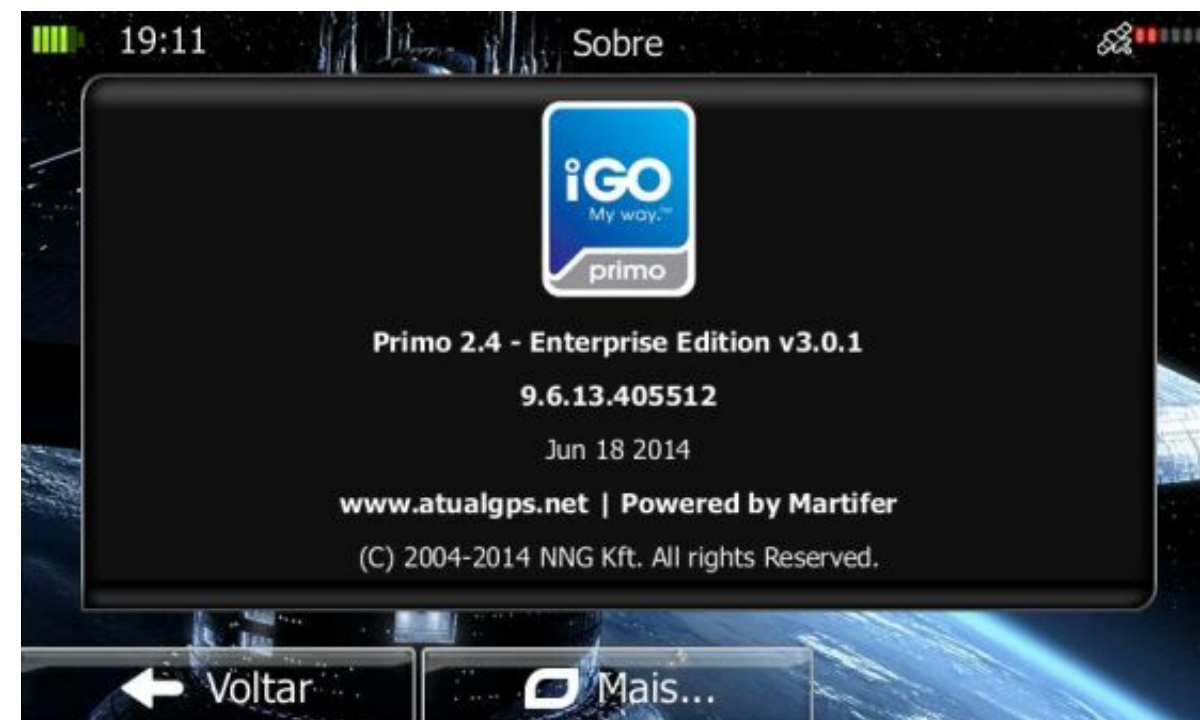 19:11
Sobre
iGO
My way.™
primo
Primo 2.4 - Enterprise Edition v3.0.1
9.6.13.405512
Jun 18 2014
www.atualgps.net | Powered by Martifer
(C) 2004-2014 NNG Kft. All rights Reserved.
Voltar
Mais...